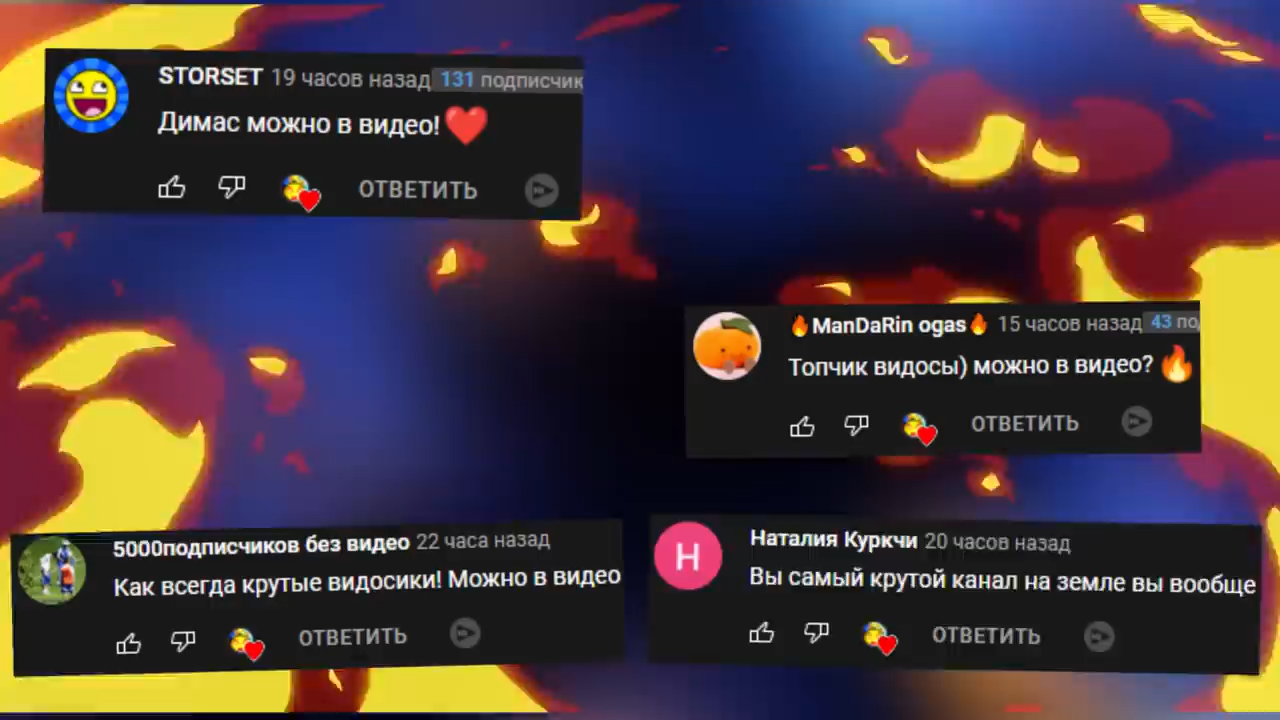 STORSET 19 часов назад 131 подписчик
Димас можно в видео!❤️
ОТВЕТИТЬ
🔥ManDaRin ogas🔥 15 часов назад 43 по
Топчик видосы) можно в видео?🔥
ОТВЕТИТЬ
5000подписчиков без видео 22 часа назад
Как всегда крутые видосики! Можно в видео
ОТВЕТИТЬ
Н
Наталия Куркчи 20 часов назад
Вы самый крутой канал на земле вы вообще
ОТВЕТИТЬ